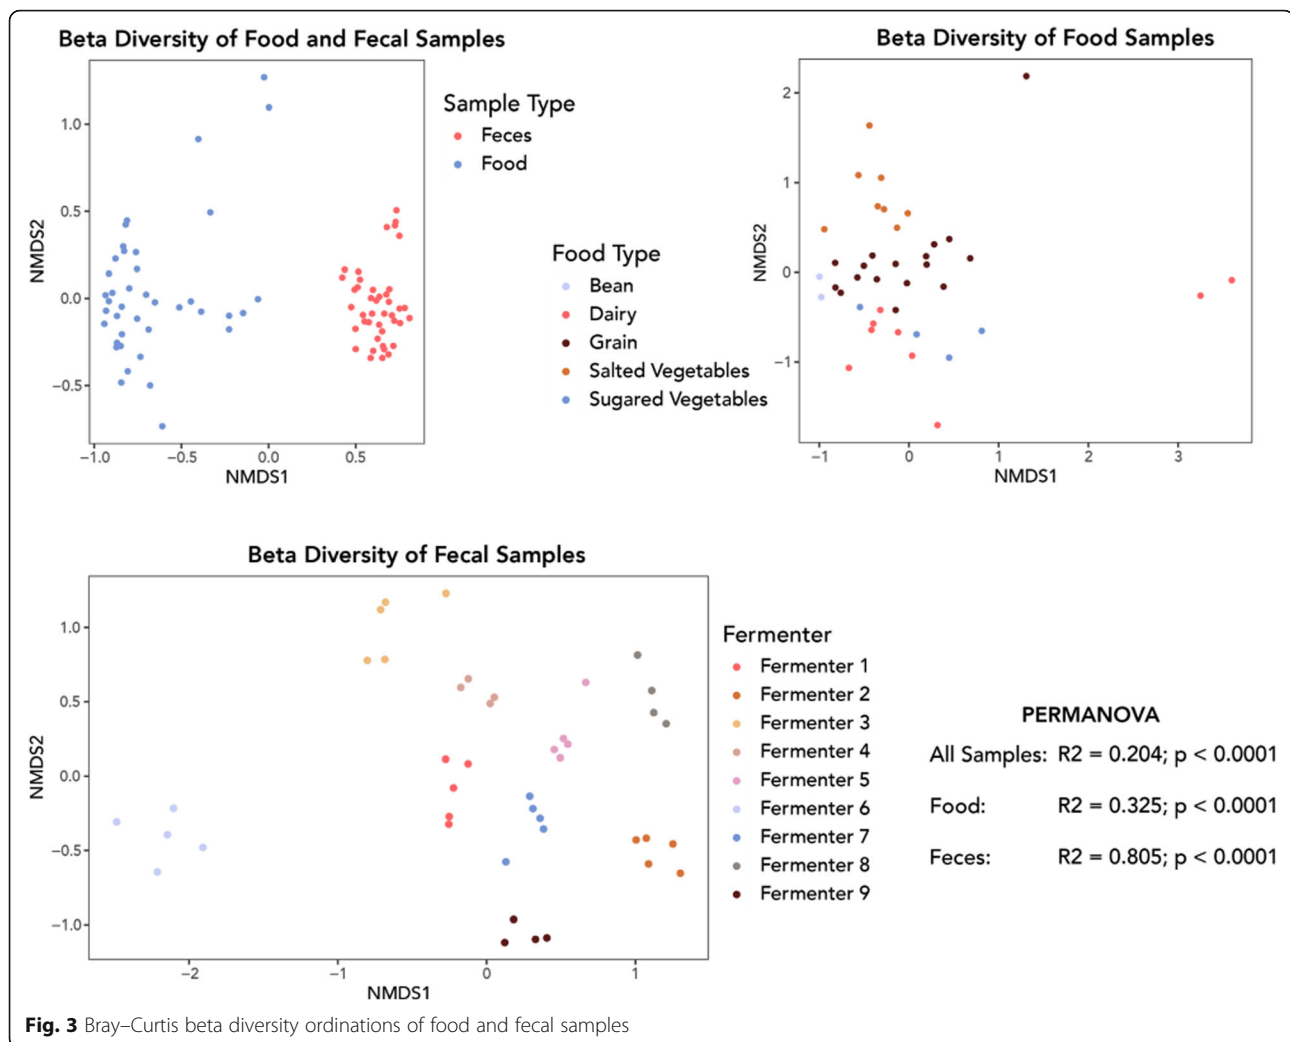 Beta Diversity of Food and Fecal Samples
NMDS2
1.0
0.5
0.0
−0.5
−1.0
−0.5
0.0
0.5
NMDS1
Sample Type
Feces
Food
Food Type
Bean
Dairy
Grain
Salted Vegetables
Sugared Vegetables
Beta Diversity of Food Samples
NMDS2
2
1
0
−1
−1
0
1
2
3
NMDS1
Beta Diversity of Fecal Samples
NMDS2
1.0
0.5
0.0
−0.5
−1.0
−2
−1
0
1
NMDS1
Fermenter
Fermenter 1
Fermenter 2
Fermenter 3
Fermenter 4
Fermenter 5
Fermenter 6
Fermenter 7
Fermenter 8
Fermenter 9
PERMANOVA
All Samples: R2 = 0.204; p < 0.0001
Food: R2 = 0.325; p < 0.0001
Feces: R2 = 0.805; p < 0.0001
Fig. 3 Bray–Curtis beta diversity ordinations of food and fecal samples